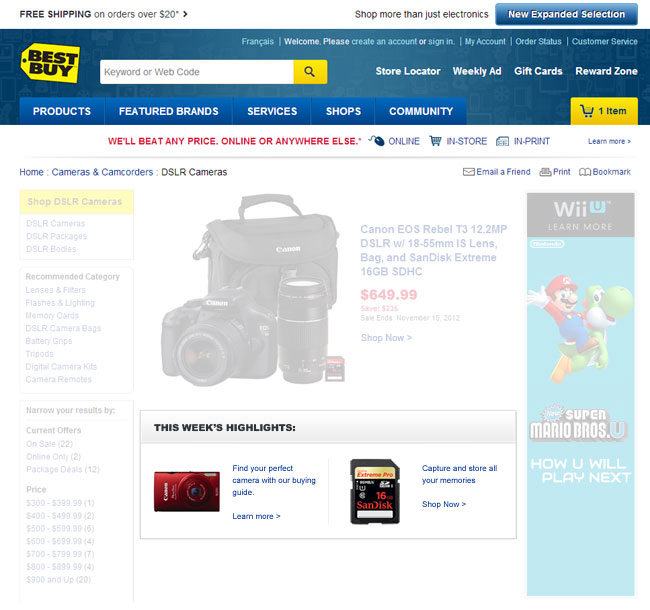 FREE SHIPPING on orders over $20* >
Shop more than just electronics
New Expanded Selection
Français | Welcome. Please create an account or sign in. | My Account | Order Status | Customer Service
BEST
BUY
Keyword or Web Code
Store Locator Weekly Ad Gift Cards Reward Zone
PRODUCTS FEATURED BRANDS SERVICES SHOPS COMMUNITY
1 Item
WE'LL BEAT ANY PRICE. ONLINE OR ANYWHERE ELSE.* ONLINE IN-STORE IN-PRINT Learn more >
Home : Cameras & Camcorders : DSLR Cameras
Email a Friend Print Bookmark
Shop DSLR Cameras
DSLR Cameras
DSLR Packages
DSLR Bodies
Recommended Category
Lenses & Filters
Flashes & Lighting
Memory Cards
DSLR Camera Bags
Battery Grips
Tripods
Digital Camera Kits
Camera Remotes
Narrow your results by:
Current Offers
On Sale (22)
Online Only (2)
Package Deals (12)
Price
$300 - $399.99 (1)
$400 - $499.99 (2)
$500 - $599.99 (6)
$600 - $699.99 (4)
$700 - $799.99 (7)
$800 - $899.99 (4)
$900 and Up (20)
Canon
Canon
Canon EOS Rebel T3 12.2MP
DSLR w/ 18-55mm IS Lens,
Bag, and SanDisk Extreme
16GB SDHC
$649.99
Sale Ends: November 15, 2012
Shop Now >
THIS WEEK'S HIGHLIGHTS:
Canon
Find your perfect
camera with our buying
guide.
Learn more >
Extreme Pro
16 GB
SanDisk
Capture and store all
your memories
Shop Now >
Wii U
LEARN MORE
Nintendo
New SUPER
MARIO BROS. U
HOW U WILL
PLAY NEXT